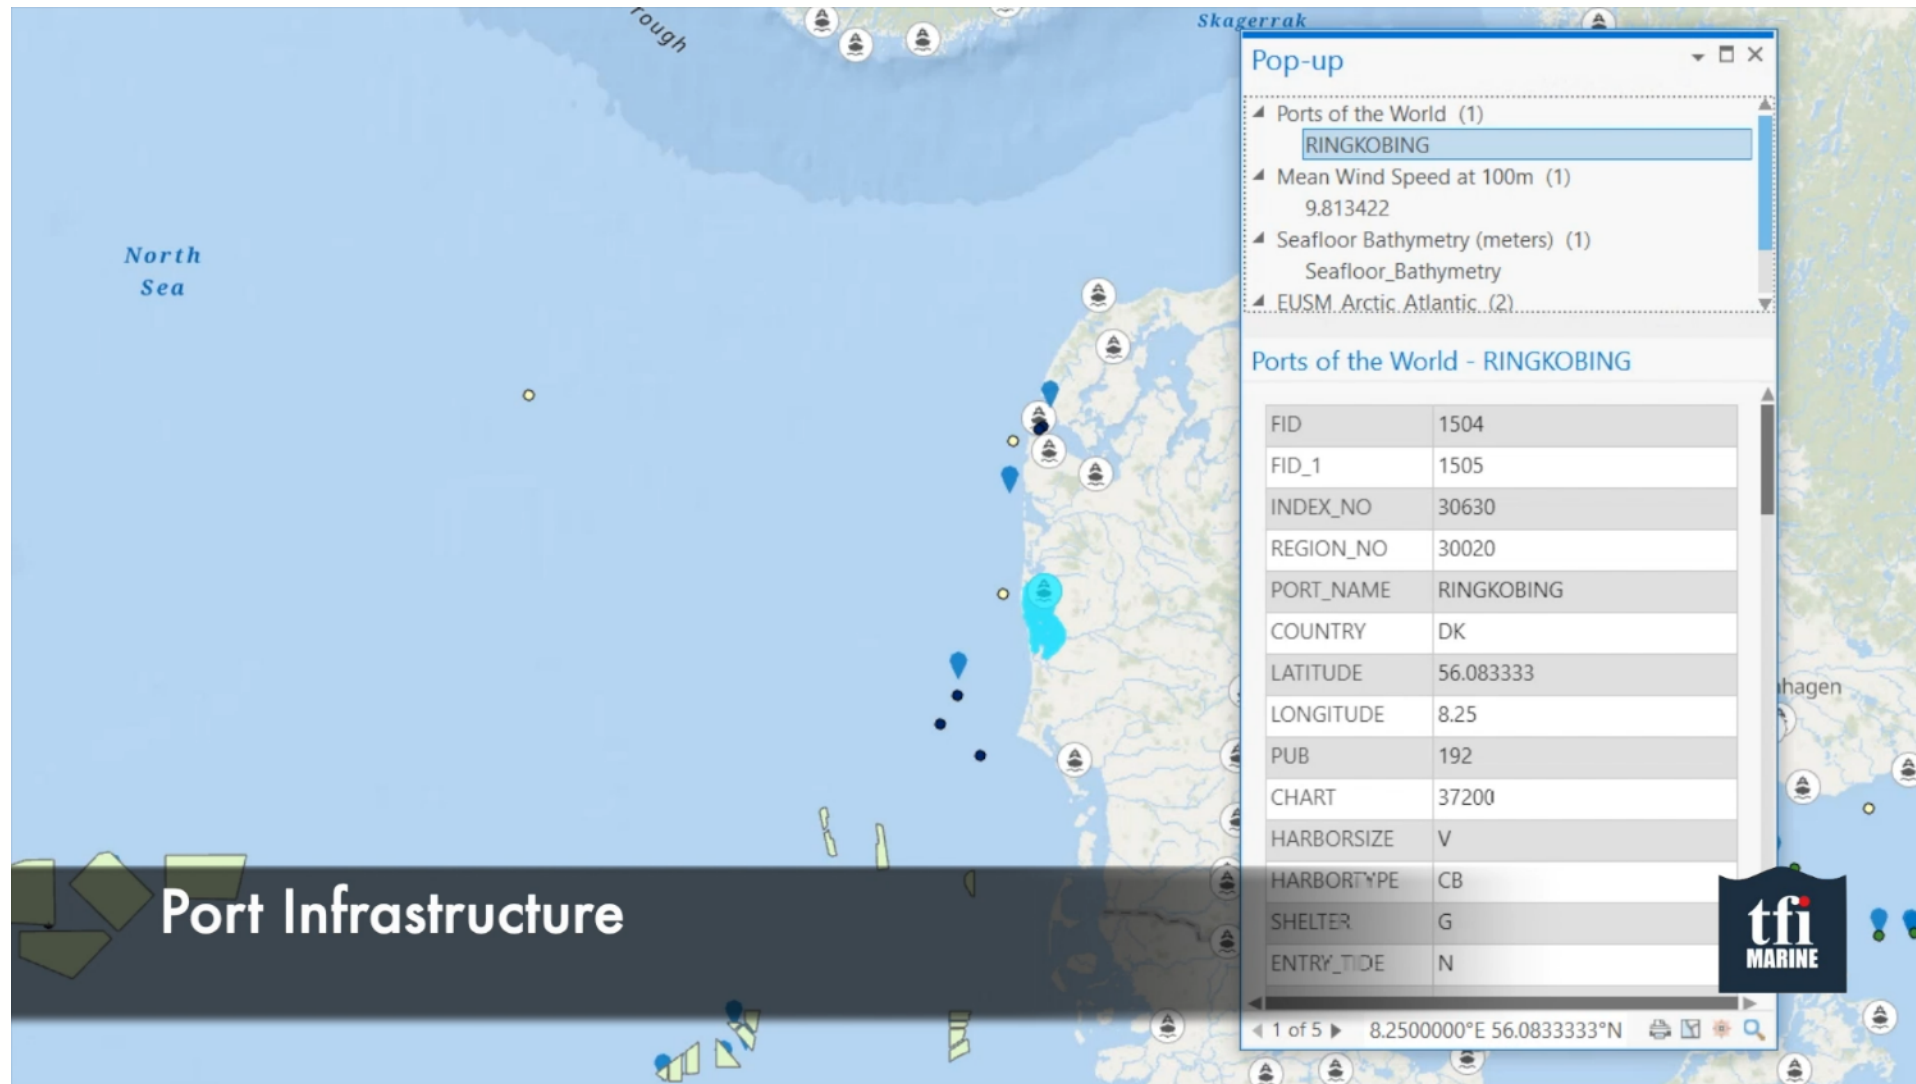 rough
Skagerrak
North
Sea
Pop-up
Ports of the World (1)
RINGKOBING
Mean Wind Speed at 100m (1)
9.813422
Seafloor Bathymetry (meters) (1)
Seafloor_Bathymetry
EUSM Arctic Atlantic (2)
Ports of the World - RINGKOBING
FID 1504
FID_1 1505
INDEX_NO 30630
REGION_NO 30020
PORT_NAME RINGKOBING
COUNTRY DK
LATITUDE 56.083333
LONGITUDE 8.25
PUB 192
CHART 37200
HARBORSIZE V
HARBORTYPE CB
SHELTER G
ENTRY_TIDE N
1 of 5 8.2500000°E 56.0833333°N
hagen
Port Infrastructure
tfi
MARINE